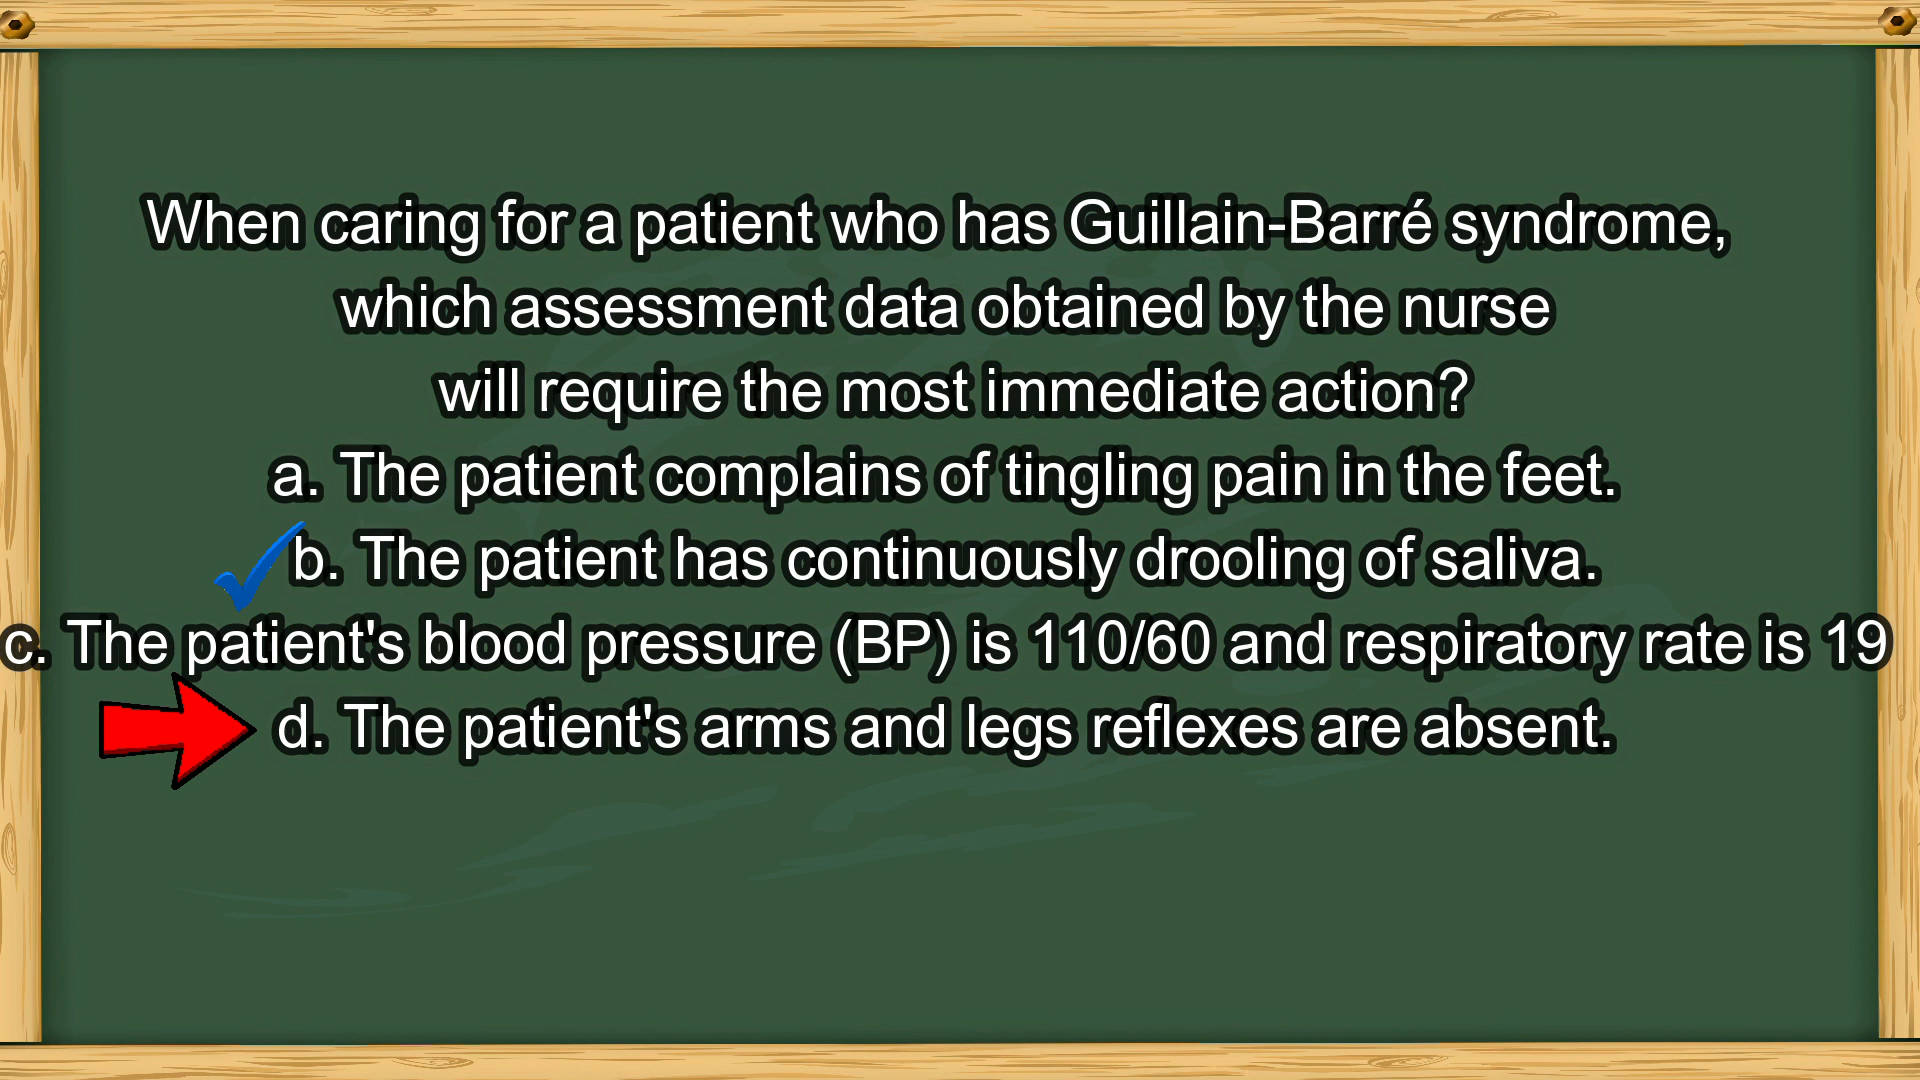 When caring for a patient who has Guillain-Barré syndrome,
which assessment data obtained by the nurse
will require the most immediate action?
a. The patient complains of tingling pain in the feet.
b. The patient has continuously drooling of saliva.
c. The patient's blood pressure (BP) is 110/60 and respiratory rate is 19
d. The patient's arms and legs reflexes are absent.